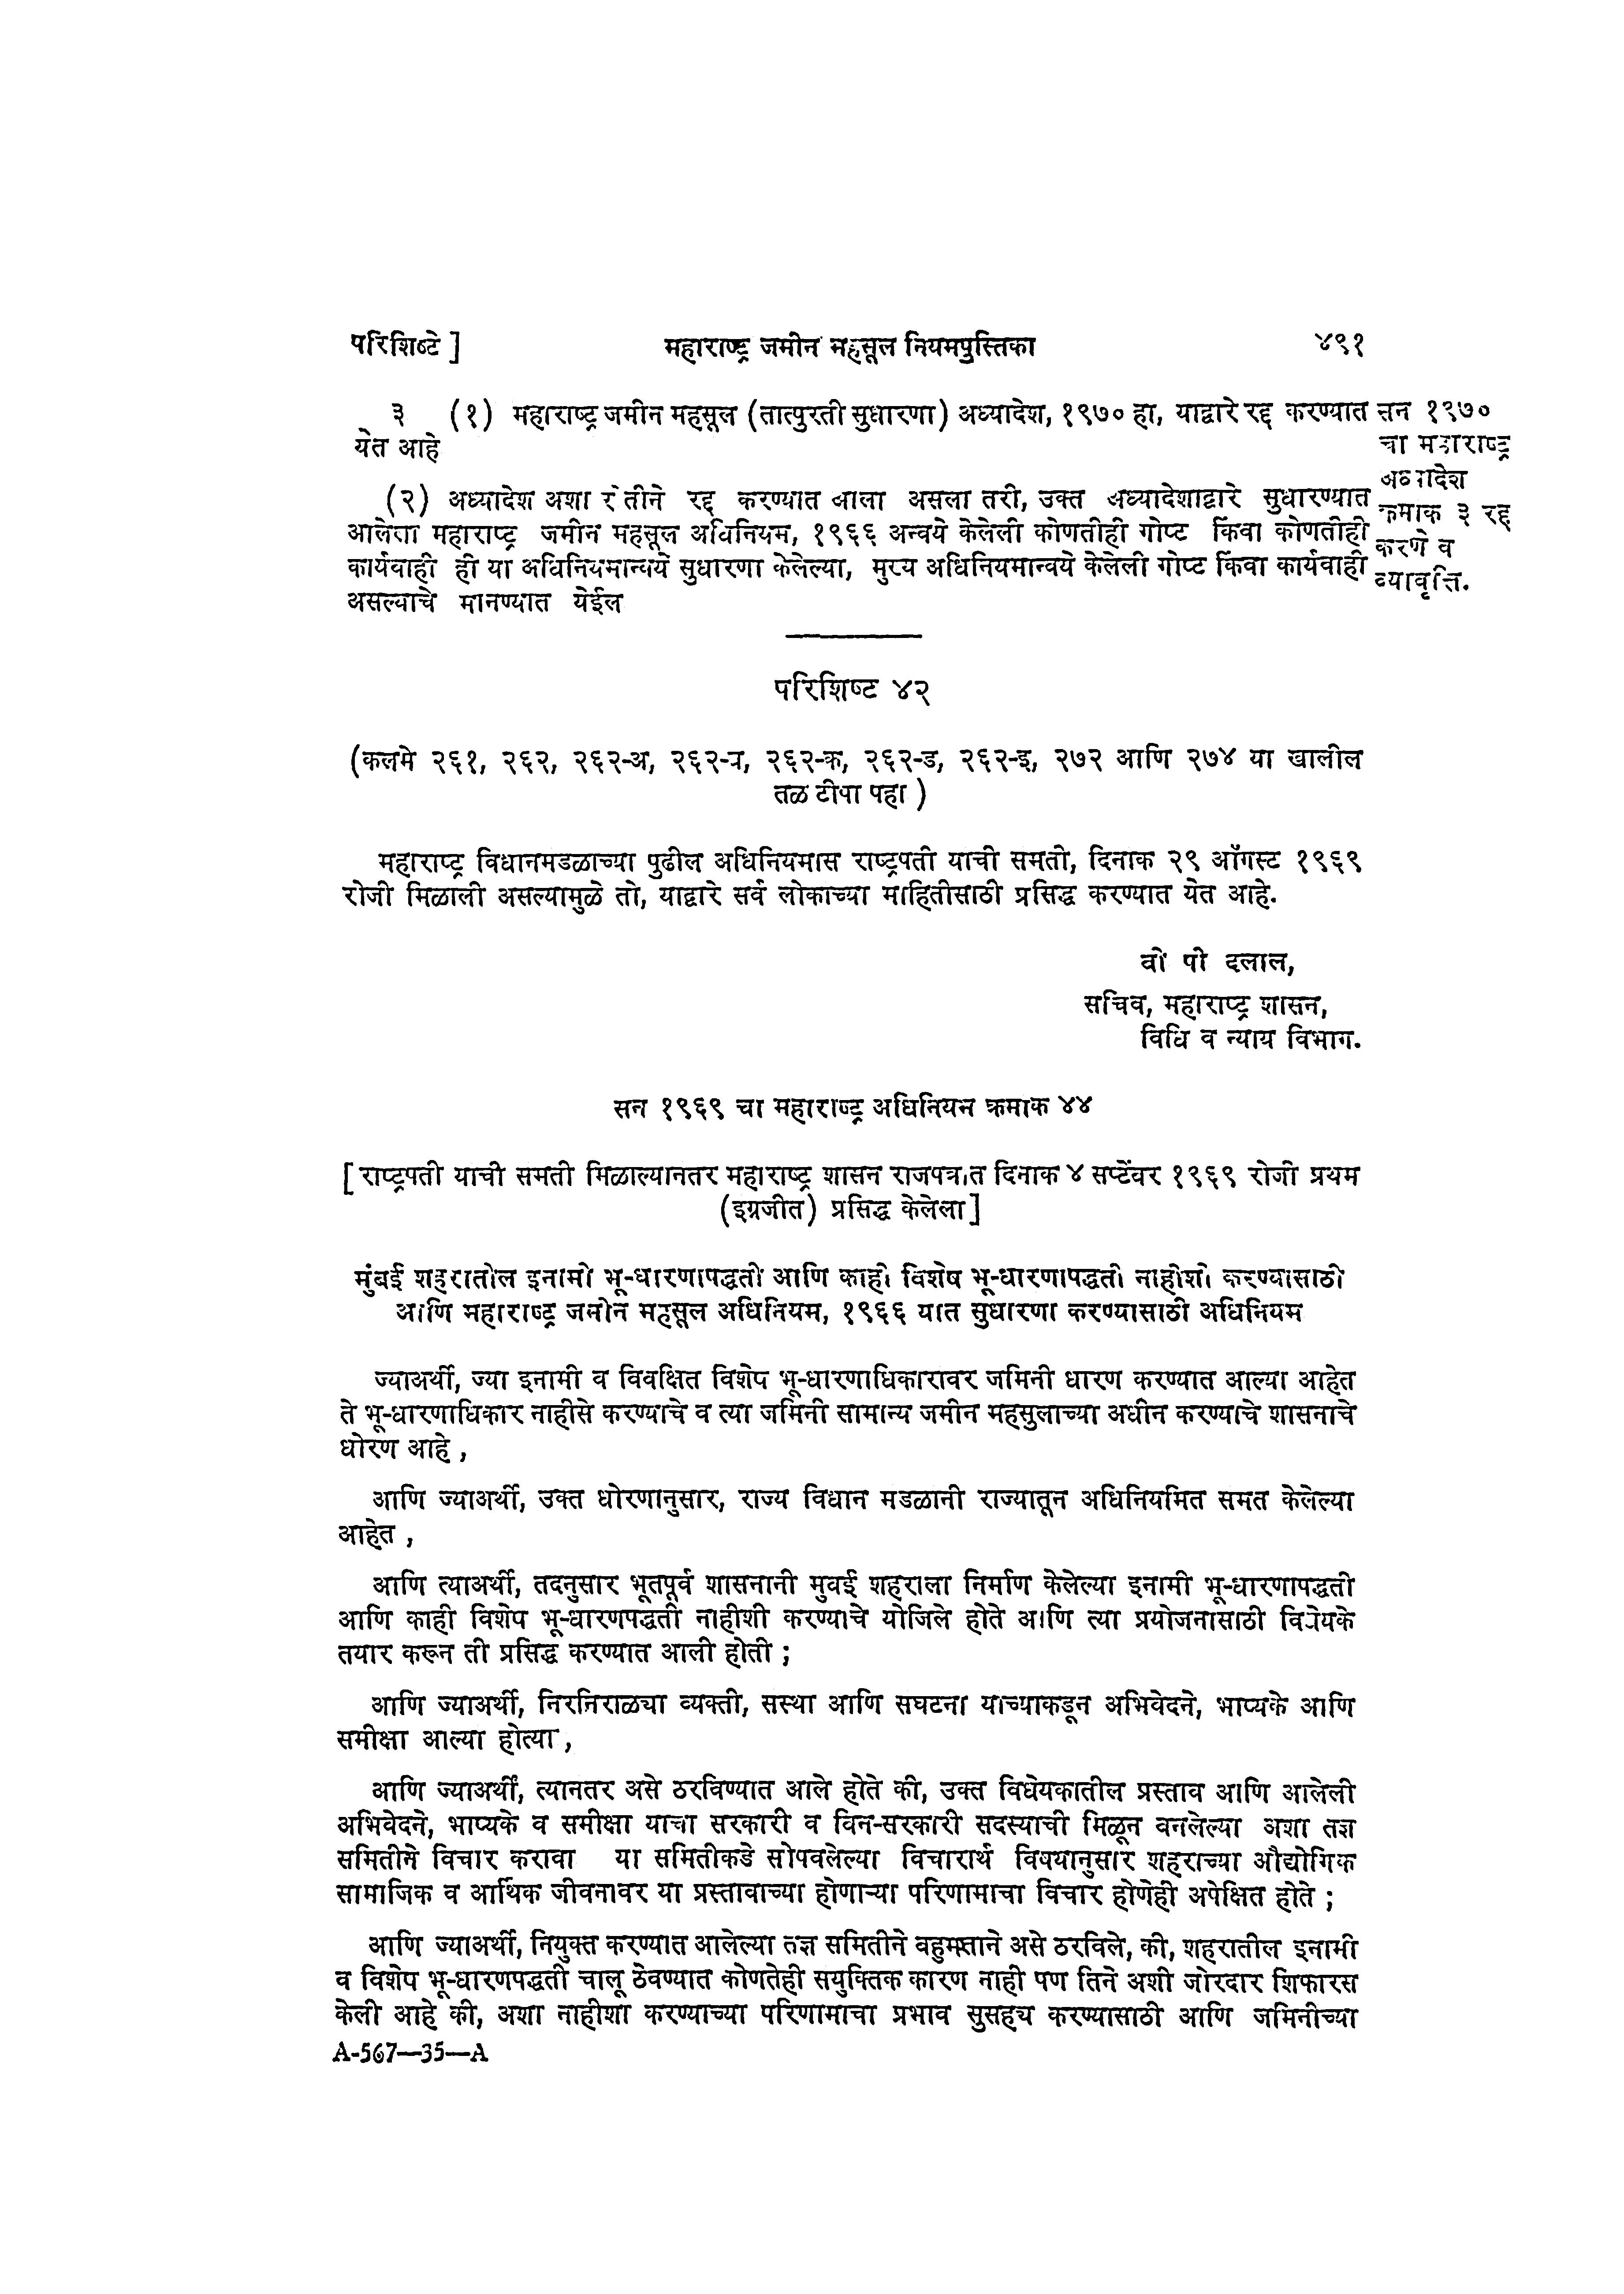 परिशिष्टे ] महाराष्ट्र जमीन महसूल नियमपुस्तिका ४९१
३ (१) महाराष्ट्र जमीन महसूल (तात्पुरती सुधारणा) अध्यादेश, १९७० हा, याद्वारे रद्द करण्यात
येत आहे
सन १९७०
चा महाराष्ट्र
अध्यादेश
क्रमाक ३ रद्द
करणे व
व्यावृत्ति.
(२) अध्यादेश अशा रीतीने रद्द करण्यात आला असला तरी, उक्त अध्यादेशाद्वारे सुधारण्यात
आलेला महाराष्ट्र जमीन महसूल अधिनियम, १९६६ अन्वये केलेली कोणतीही गोष्ट किंवा कोणतीही
कार्यवाही ही या अधिनियमान्वये सुधारणा केलेल्या, मुख्य अधिनियमान्वये केलेली गोष्ट किंवा कार्यवाही
असल्याचे मानण्यात येईल
परिशिष्ट ४२
(कलमे २६१, २६२, २६२-अ, २६२-ब, २६२-क, २६२-ड, २६२-इ, २७२ आणि २७४ या खालील
तळ टीपा पहा )
महाराष्ट्र विधानमडळाच्या पुढील अधिनियमास राष्ट्रपती याची समती, दिनाक २९ ऑगस्ट १९६९
रोजी मिळाली असल्यामुळे तो, याद्वारे सर्व लोकाच्या माहितीसाठी प्रसिद्ध करण्यात येत आहे.
वी पी दलाल,
सचिव, महाराष्ट्र शासन,
विधि व न्याय विभाग.
सन १९६९ चा महाराष्ट्र अधिनियम क्रमाक ४४
[राष्ट्रपती याची समती मिळाल्यानतर महाराष्ट्र शासन राजपत्रात दिनाक ४ सप्टेंबर १९६९ रोजी प्रथम
(इग्रजीत) प्रसिद्ध केलेला]
मुंबई शहरातील इनामी भू-धारणापद्धती आणि काही विशेष भू-धारणापद्धती नाहीशी करण्यासाठी
आणि महाराष्ट्र जमीन महसूल अधिनियम, १९६६ यात सुधारणा करण्यासाठी अधिनियम
ज्याअर्थी, ज्या इनामी व विवक्षित विशेष भू-धारणाधिकारावर जमिनी धारण करण्यात आल्या आहेत
ते भू-धारणाधिकार नाहीसे करण्याचे व त्या जमिनी सामान्य जमीन महसुलाच्या अधीन करण्याचे शासनाचे
धोरण आहे ,
आणि ज्याअर्थी, उक्त धोरणानुसार, राज्य विधान मडळानी राज्यातून अधिनियमित समत केलेल्या
आहेत ,
आणि त्याअर्थी, तदनुसार भूतपूर्व शासनानी मुबई शहराला निर्माण केलेल्या इनामी भू-धारणापद्धती
आणि काही विशेष भू-धारणपद्धती नाहीशी करण्याचे योजिले होते आणि त्या प्रयोजनासाठी विधेयके
तयार करून ती प्रसिद्ध करण्यात आली होती ;
आणि ज्याअर्थी, निरनिराळ्या व्यक्ती, सस्था आणि सघटना याच्याकडून अभिवेदने, भाष्यके आणि
समीक्षा आल्या होत्या ,
आणि ज्याअर्थी, त्यानतर असे ठरविण्यात आले होते की, उक्त विधेयकातील प्रस्ताव आणि आलेली
अभिवेदने, भाष्यके व समीक्षा याचा सरकारी व बिन-सरकारी सदस्याची मिळून बनलेल्या अशा तज्ञ
समितीने विचार करावा या समितीकडे सोपवलेल्या विचारार्थ विषयानुसार शहराच्या औद्योगिक
सामाजिक व आर्थिक जीवनावर या प्रस्तावाच्या होणाऱ्या परिणामाचा विचार होणेही अपेक्षित होते ;
आणि ज्याअर्थी, नियुक्त करण्यात आलेल्या तज्ञ समितीने बहुमताने असे ठरविले, की, शहरातील इनामी
व विशेष भू-धारणपद्धती चालू ठेवण्यात कोणतेही सयुक्तिक कारण नाही पण तिने अशी जोरदार शिफारस
केली आहे की, अशा नाहीशा करण्याच्या परिणामाचा प्रभाव सुसह्य करण्यासाठी आणि जमिनीच्या
A-567—35—A